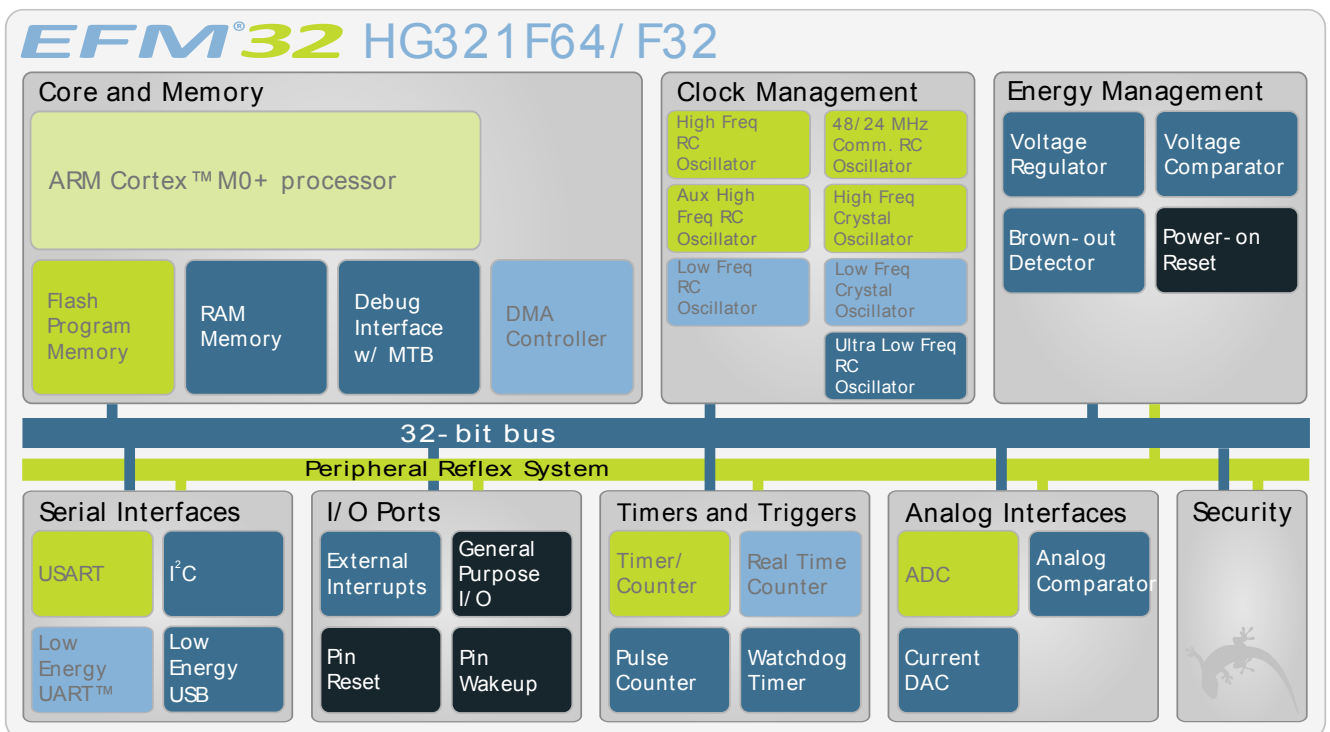 EFM®32 HG321F64/F32
Core and Memory
ARM Cortex™ M0+ processor
Flash
Program
Memory
RAM
Memory
Debug
Interface
w/ MTB
DMA
Controller
Clock Management
High Freq
RC
Oscillator
48/24 MHz
Comm. RC
Oscillator
Aux High
Freq RC
Oscillator
High Freq
Crystal
Oscillator
Low Freq
RC
Oscillator
Low Freq
Crystal
Oscillator
Ultra Low Freq
RC
Oscillator
Energy Management
Voltage
Regulator
Voltage
Comparator
Brown-out
Detector
Power-on
Reset
32-bit bus
Peripheral Reflex System
Serial Interfaces
USART
I²C
Low
Energy
UART™
Low
Energy
USB
I/O Ports
External
Interrupts
General
Purpose
I/O
Pin
Reset
Pin
Wakeup
Timers and Triggers
Timer/
Counter
Real Time
Counter
Pulse
Counter
Watchdog
Timer
Analog Interfaces
ADC
Analog
Comparator
Current
DAC
Security